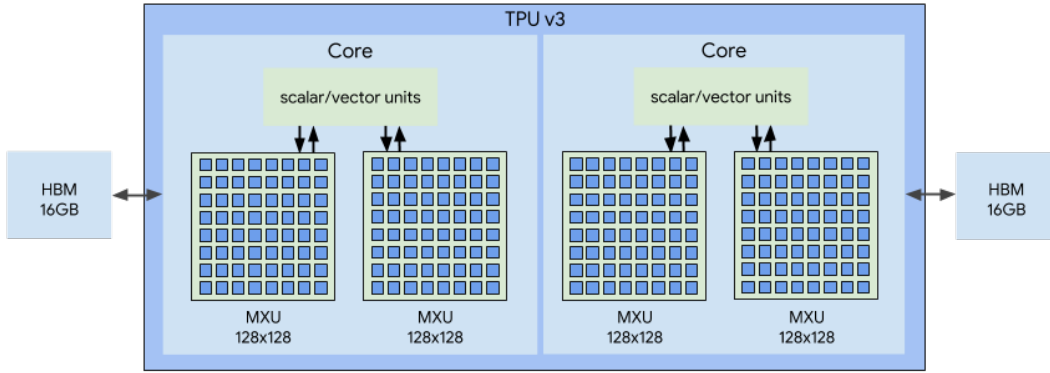 TPU v3
Core
Core
scalar/vector units
scalar/vector units
HBM
16GB
HBM
16GB
MXU
128x128
MXU
128x128
MXU
128x128
MXU
128x128